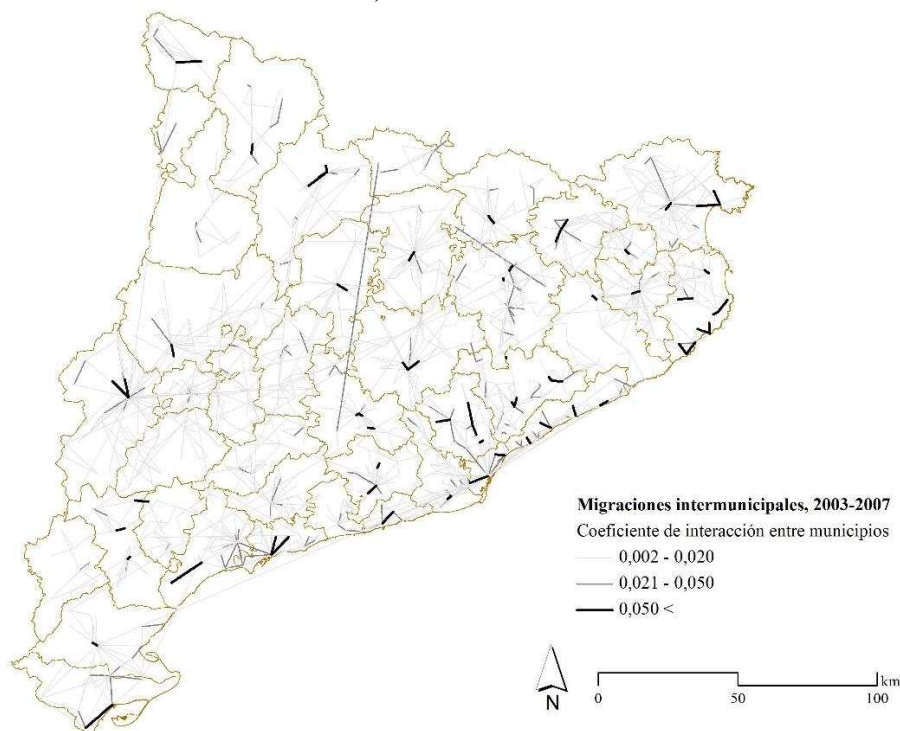 Migraciones intermunicipales, 2003-2007
Coeficiente de interacción entre municipios
0,002 - 0,020
0,021 - 0,050
0,050 <
N
km
0 50 100